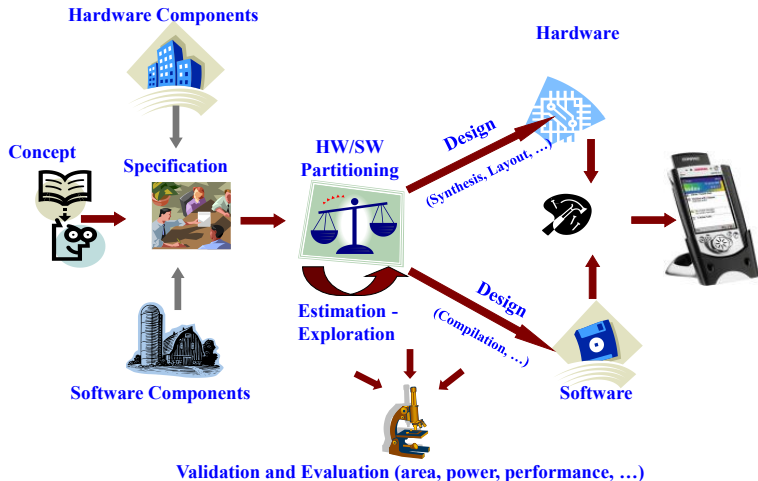 Hardware Components
Hardware
Concept
Specification
HW/SW
Partitioning
Design
(Synthesis, Layout, …)
Estimation -
Exploration
Design
(Compilation, …)
Software Components
Software
Validation and Evaluation (area, power, performance, …)